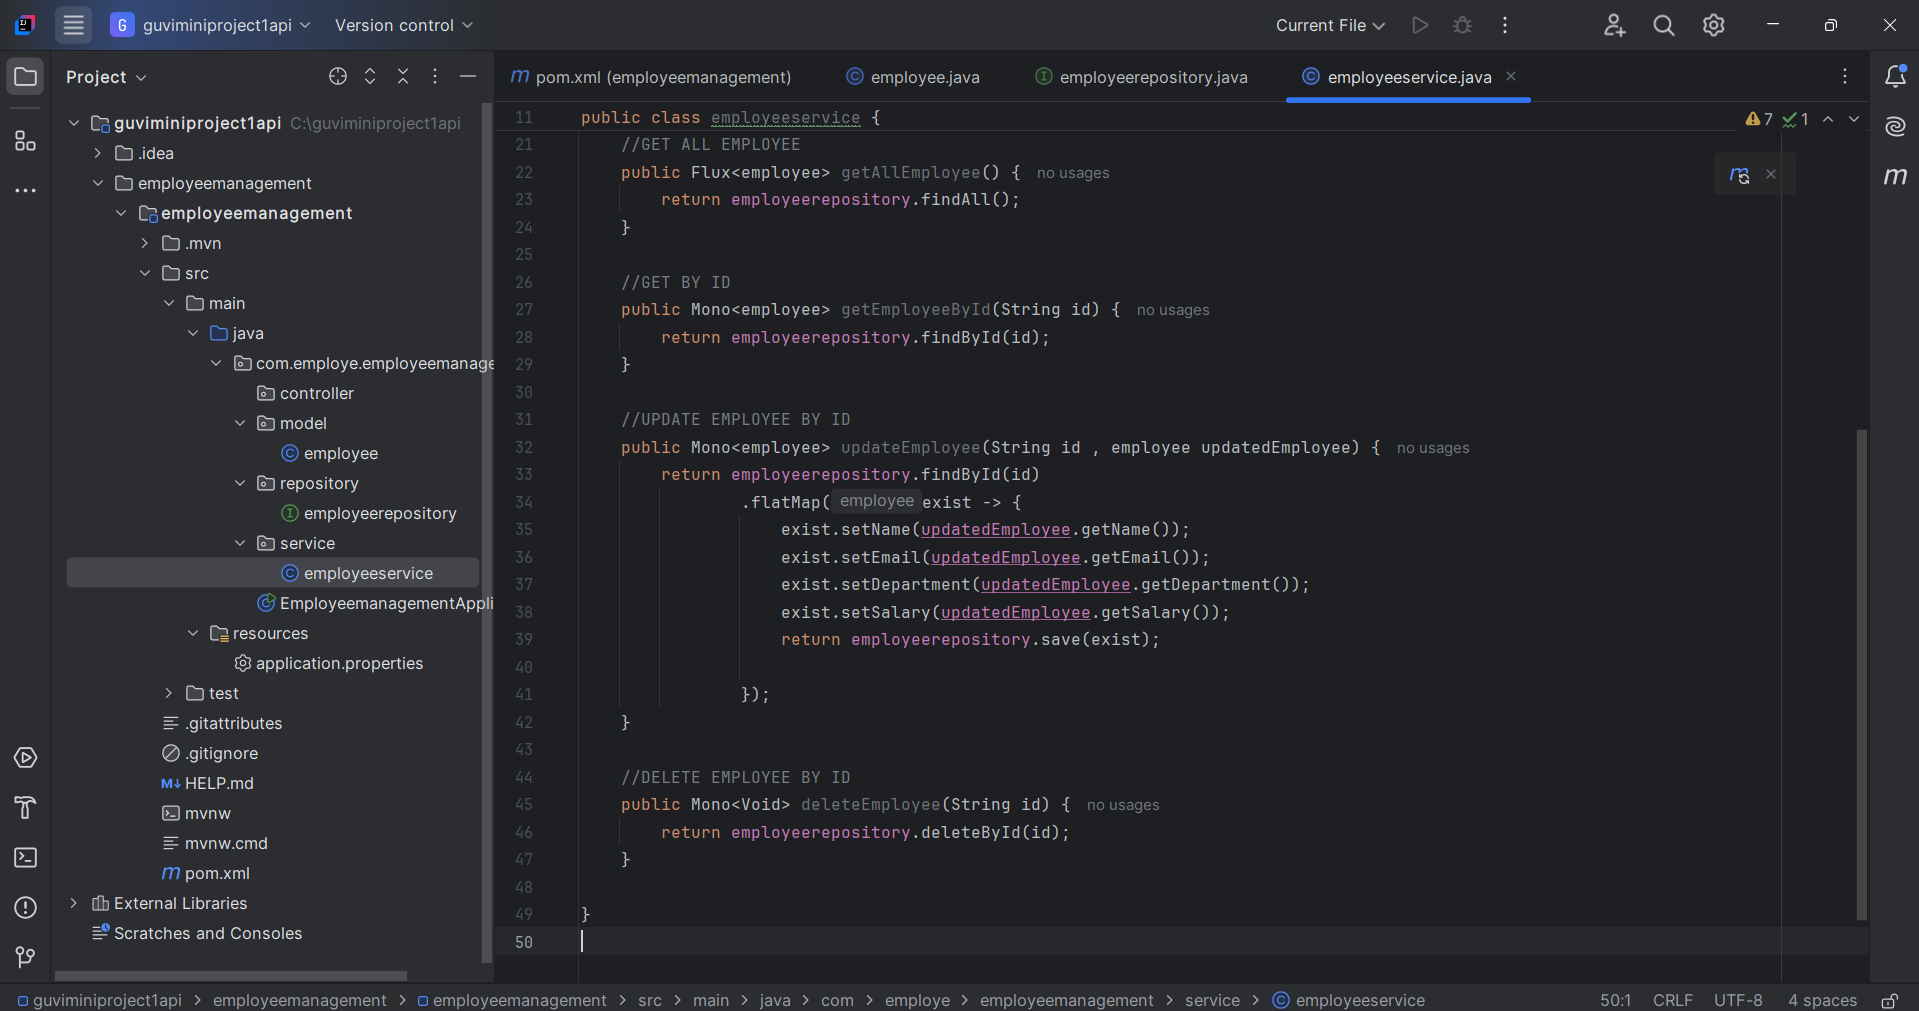 G guviminiproject1api Version control Current File
Project
pom.xml (employeemanagement) employee.java employeerepository.java employeeservice.java
guviminiproject1api C:\guviminiproject1api
.idea
employeemanagement
employeemanagement
.mvn
src
main
java
com.employe.employeemanage
controller
model
employee
repository
employeerepository
service
employeeservice
EmployeemanagementAppli
resources
application.properties
test
.gitattributes
.gitignore
M↓ HELP.md
mvnw
mvnw.cmd
m pom.xml
External Libraries
Scratches and Consoles
11 public class employeeservice {
7 1
21 //GET ALL EMPLOYEE
22 public Flux<employee> getAllEmployee() { no usages
23 return employeerepository.findAll();
24 }
25
26 //GET BY ID
27 public Mono<employee> getEmployeeById(String id) { no usages
28 return employeerepository.findById(id);
29 }
30
31 //UPDATE EMPLOYEE BY ID
32 public Mono<employee> updateEmployee(String id , employee updatedEmployee) { no usages
33 return employeerepository.findById(id)
34 .flatMap( employee exist -> {
35 exist.setName(updatedEmployee.getName());
36 exist.setEmail(updatedEmployee.getEmail());
37 exist.setDepartment(updatedEmployee.getDepartment());
38 exist.setSalary(updatedEmployee.getSalary());
39 return employeerepository.save(exist);
40
41 });
42 }
43
44 //DELETE EMPLOYEE BY ID
45 public Mono<Void> deleteEmployee(String id) { no usages
46 return employeerepository.deleteById(id);
47 }
48
49 }
50
guviminiproject1api > employeemanagement > employeemanagement > src > main > java > com > employe > employeemanagement > service > employeeservice 50:1 CRLF UTF-8 4 spaces